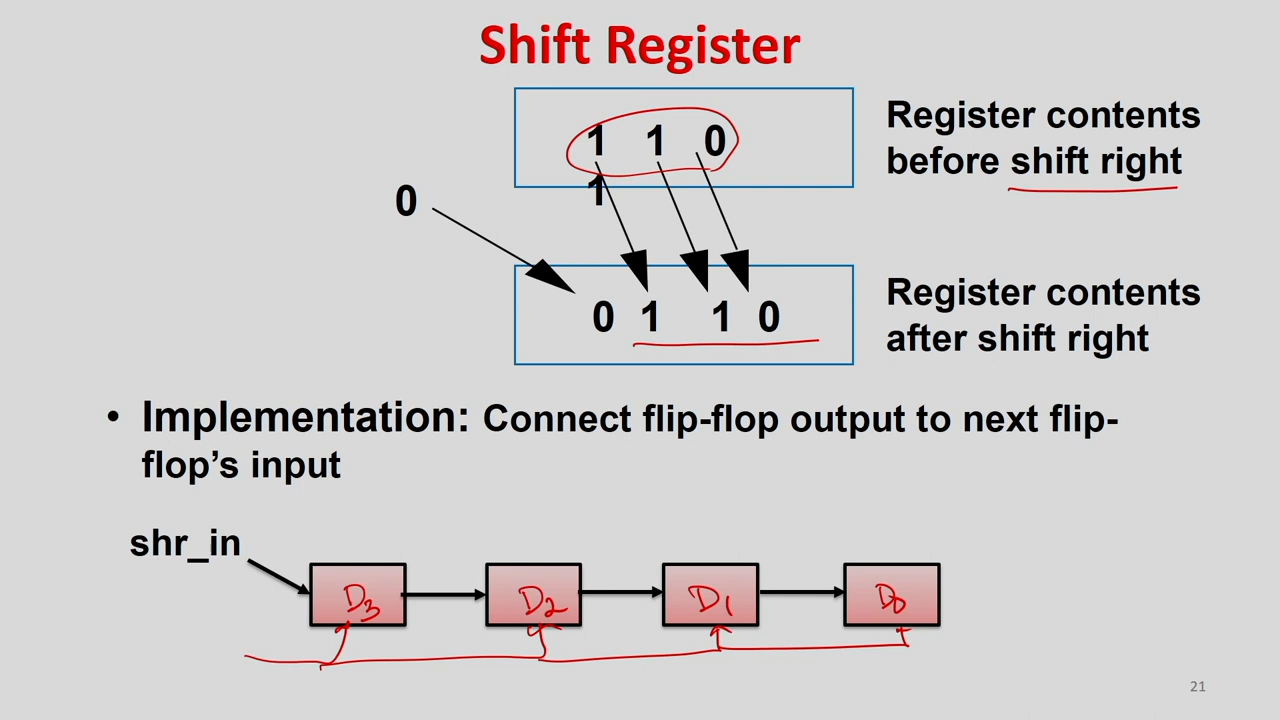 Shift Register
1 1 0
1
Register contents
before shift right
0
0 1 1 0
Register contents
after shift right
• Implementation: Connect flip-flop output to next flip-
flop’s input
shr_in
D3 D2 D1 D0
21